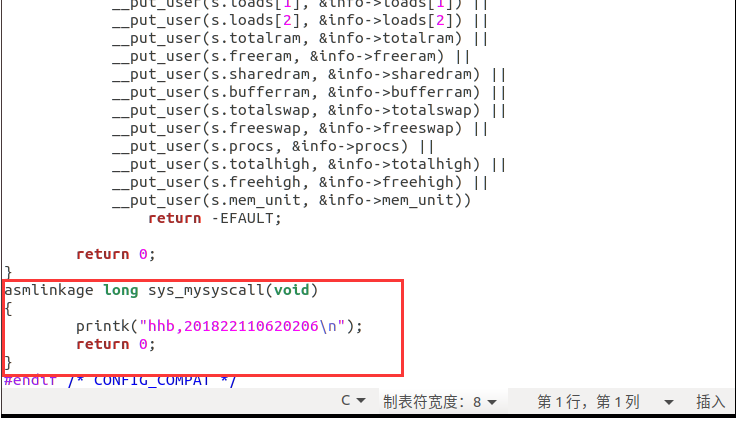 __put_user(s.loads[1], &info->loads[1]) ||
__put_user(s.loads[2], &info->loads[2]) ||
__put_user(s.totalram, &info->totalram) ||
__put_user(s.freeram, &info->freeram) ||
__put_user(s.sharedram, &info->sharedram) ||
__put_user(s.bufferram, &info->bufferram) ||
__put_user(s.totalswap, &info->totalswap) ||
__put_user(s.freeswap, &info->freeswap) ||
__put_user(s.procs, &info->procs) ||
__put_user(s.totalhigh, &info->totalhigh) ||
__put_user(s.freehigh, &info->freehigh) ||
__put_user(s.mem_unit, &info->mem_unit))
return -EFAULT;
return 0;
}
asmlinkage long sys_mysyscall(void)
{
printk("hhb,201822110620206\n");
return 0;
}
#endif /* CONFIG_COMPAT */
C 制表符宽度：8 第 1 行，第 1 列 插入